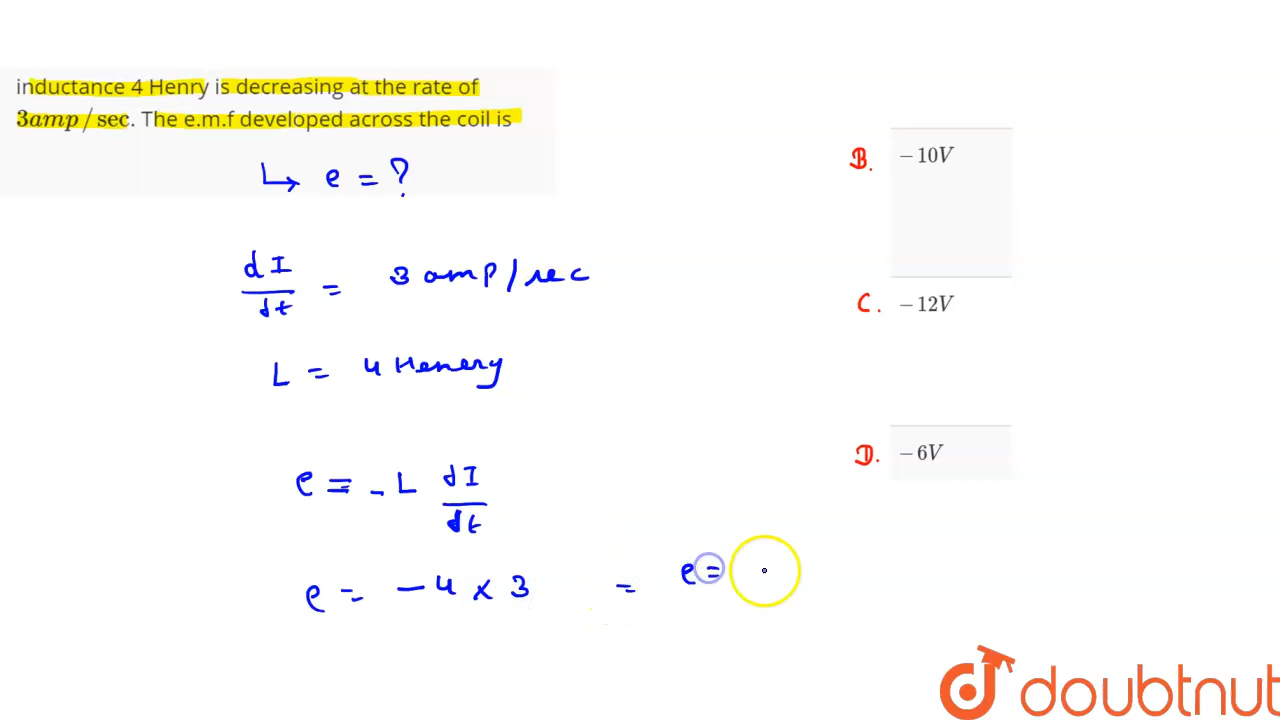 inductance 4 Henry is decreasing at the rate of
3amp/sec. The e.m.f developed across the coil is
↳ e = ?
dI/dt = 3 amp/sec
L = 4 Henery
e = - L dI/dt
e = - 4 × 3 = e =
B. -10V
C. -12V
D. -6V
doubtnut